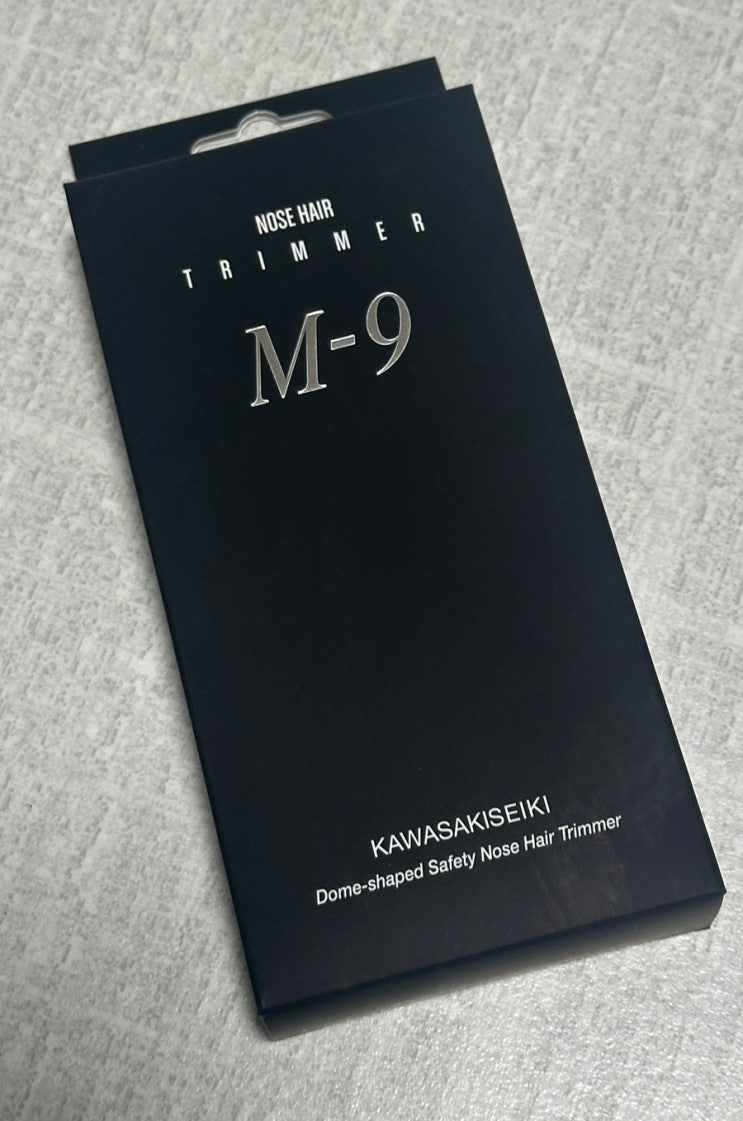 NOSE HAIR
TRIMMER
M-9
KAWASAKISEIKI
Dome-shaped Safety Nose Hair Trimmer